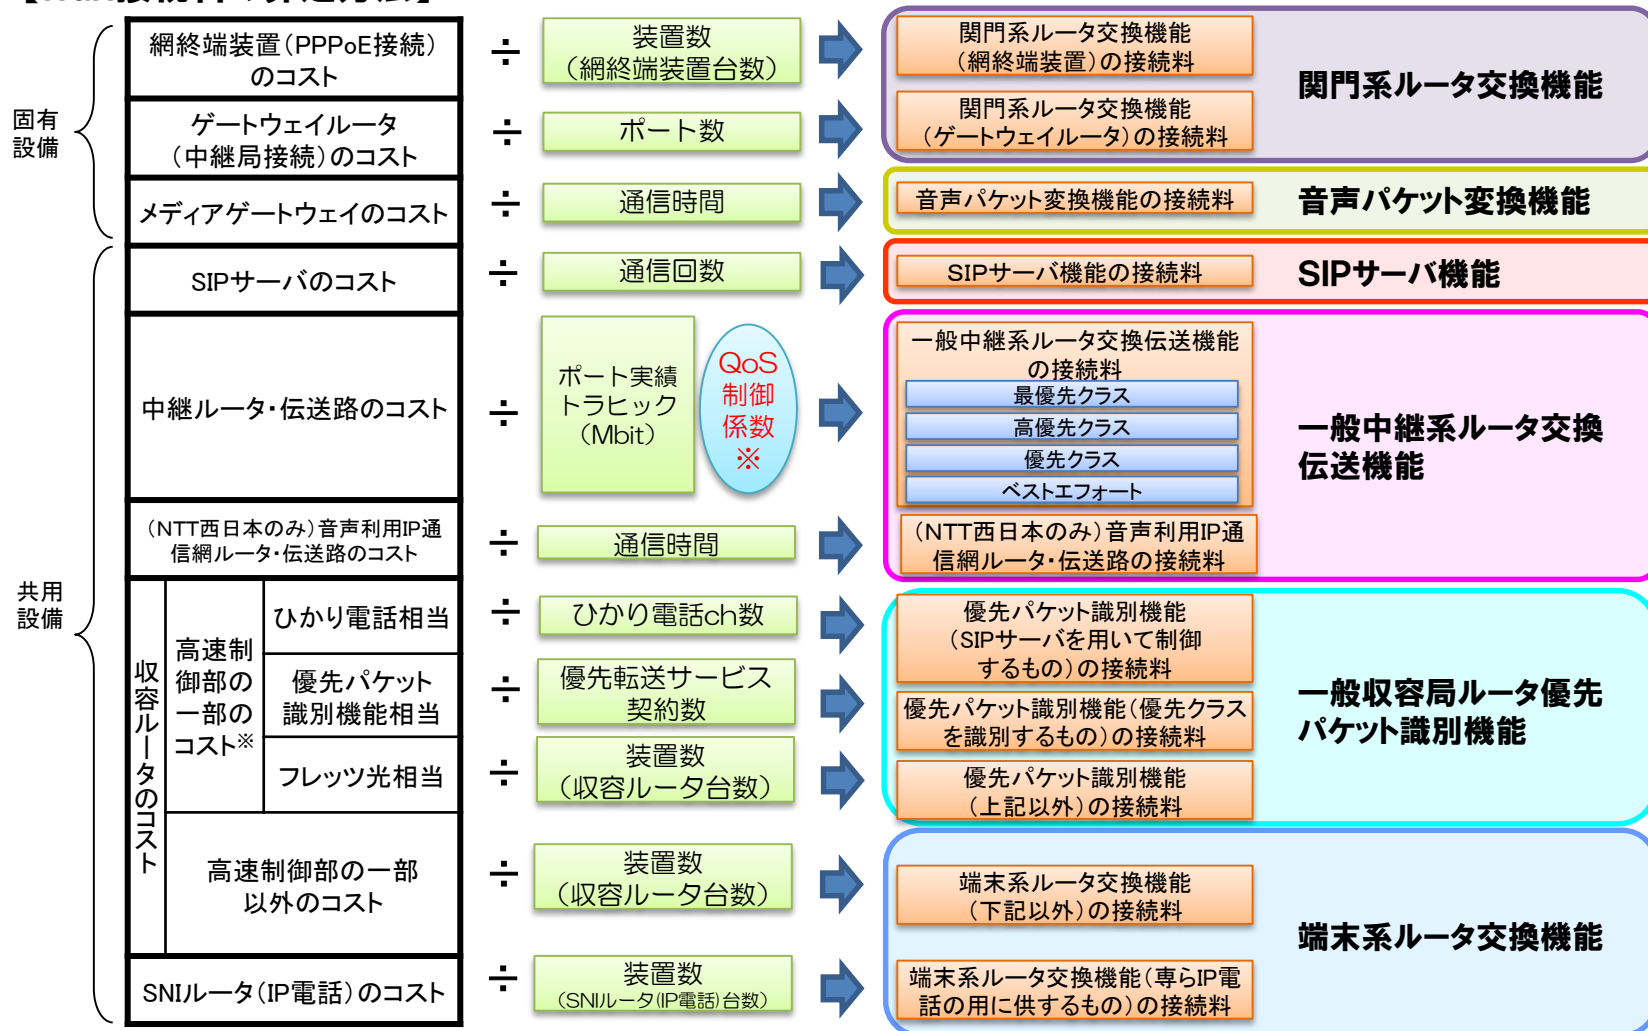 固有
設備
網終端装置（PPPoE接続）
のコスト
÷
装置数
（網終端装置台数）
関門系ルータ交換機能
（網終端装置）の接続料
関門系ルータ交換機能
ゲートウェイルータ
（中継局接続）のコスト
÷
ポート数
関門系ルータ交換機能
（ゲートウェイルータ）の接続料
メディアゲートウェイのコスト
÷
通信時間
音声パケット変換機能の接続料
音声パケット変換機能
共用
設備
SIPサーバのコスト
÷
通信回数
SIPサーバ機能の接続料
SIPサーバ機能
中継ルータ・伝送路のコスト
÷
ポート実績
トラヒック
（Mbit）
QoS
制御
係数
※
一般中継系ルータ交換伝送機能
の接続料
最優先クラス
高優先クラス
優先クラス
ベストエフォート
一般中継系ルータ交換
伝送機能
（NTT西日本のみ）音声利用IP通
信網ルータ・伝送路のコスト
÷
通信時間
（NTT西日本のみ）音声利用IP通
信網ルータ・伝送路の接続料
収容ルータのコスト
高速制
御部の
一部の
コスト※
ひかり電話相当
÷
ひかり電話ch数
優先パケット識別機能
（SIPサーバを用いて制御
するもの）の接続料
優先パケット
識別機能相当
÷
優先転送サービス
契約数
優先パケット識別機能（優先クラス
を識別するもの）の接続料
一般収容局ルータ優先
パケット識別機能
フレッツ光相当
÷
装置数
（収容ルータ台数）
優先パケット識別機能
（上記以外）の接続料
高速制御部の一部
以外のコスト
÷
装置数
（収容ルータ台数）
端末系ルータ交換機能
（下記以外）の接続料
端末系ルータ交換機能
SNIルータ（IP電話）のコスト
÷
装置数
（SNIルータ（IP電話）台数）
端末系ルータ交換機能（専らIP電
話の用に供するもの）の接続料